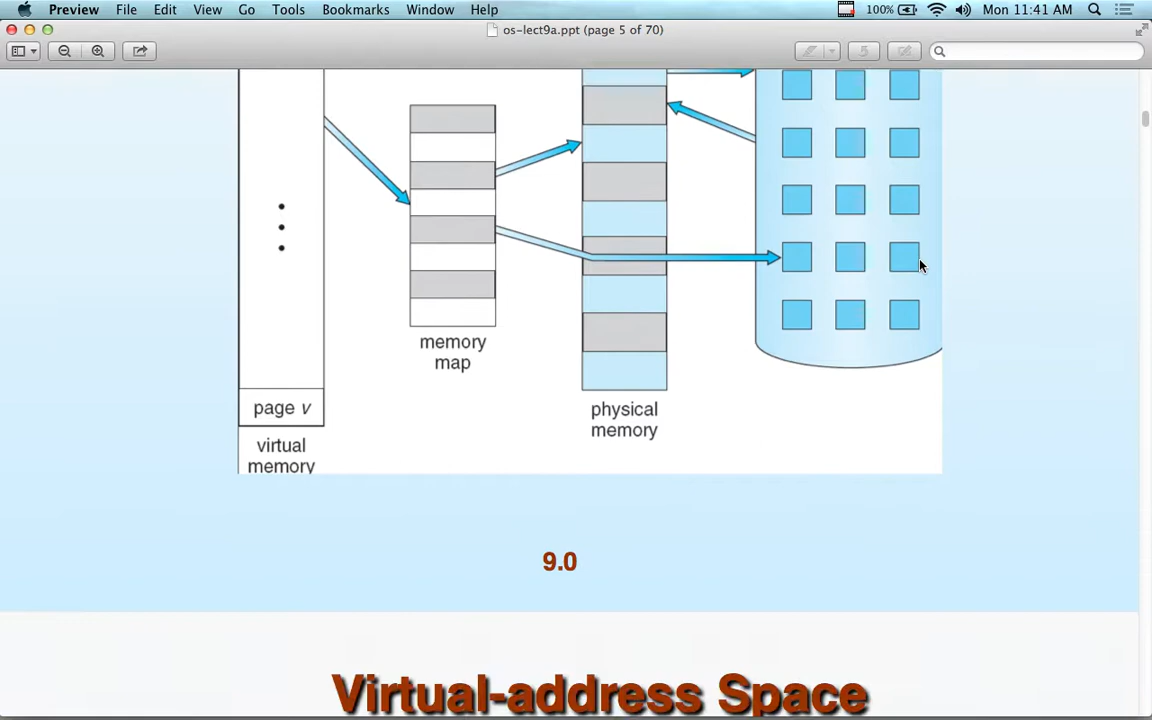 Preview File Edit View Go Tools Bookmarks Window Help 100% Mon 11:41 AM
os-lect9a.ppt (page 5 of 70)
memory
map
page v
physical
memory
virtual
memory
9.0
Virtual-address Space